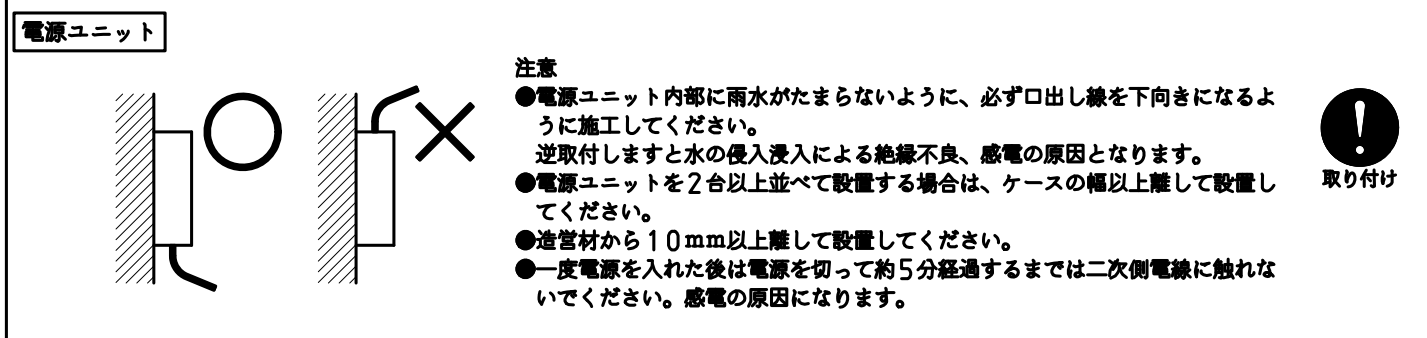 電源ユニット
注意
●電源ユニット内部に雨水がたまらないように、必ず口出し線を下向きになるよ
うに施工してください。
逆取付しますと水の侵入浸入による絶縁不良、感電の原因となります。
●電源ユニットを2台以上並べて設置する場合は、ケースの幅以上離して設置し
てください。
●造営材から10mm以上離して設置してください。
●一度電源を入れた後は電源を切って約5分経過するまでは二次側電線に触れな
いでください。感電の原因になります。
取り付け